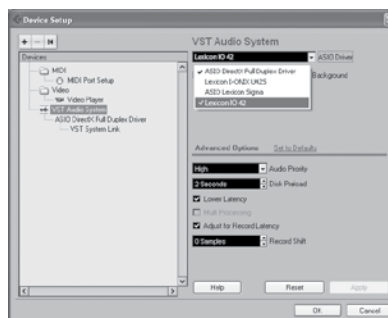 Device Setup
Devices
MIDI
MIDI Port Setup
Video
Video Player
VST Audio System
ASIO DirectX Full Duplex Driver
VST System Link
VST Audio System
Lexicon IO 42
ASIO Driver
ASIO DirectX Full Duplex Driver
Lexicon I-ONIX U42S
ASIO Lexicon Sigma
Lexicon IO 42
Background
Advanced Options
Set to Defaults
High
Audio Priority
2 Seconds
Disk Preload
Lower Latency
Multi Processing
Adjust for Record Latency
0 Samples
Record Shift
Help
Reset
Apply
OK
Cancel